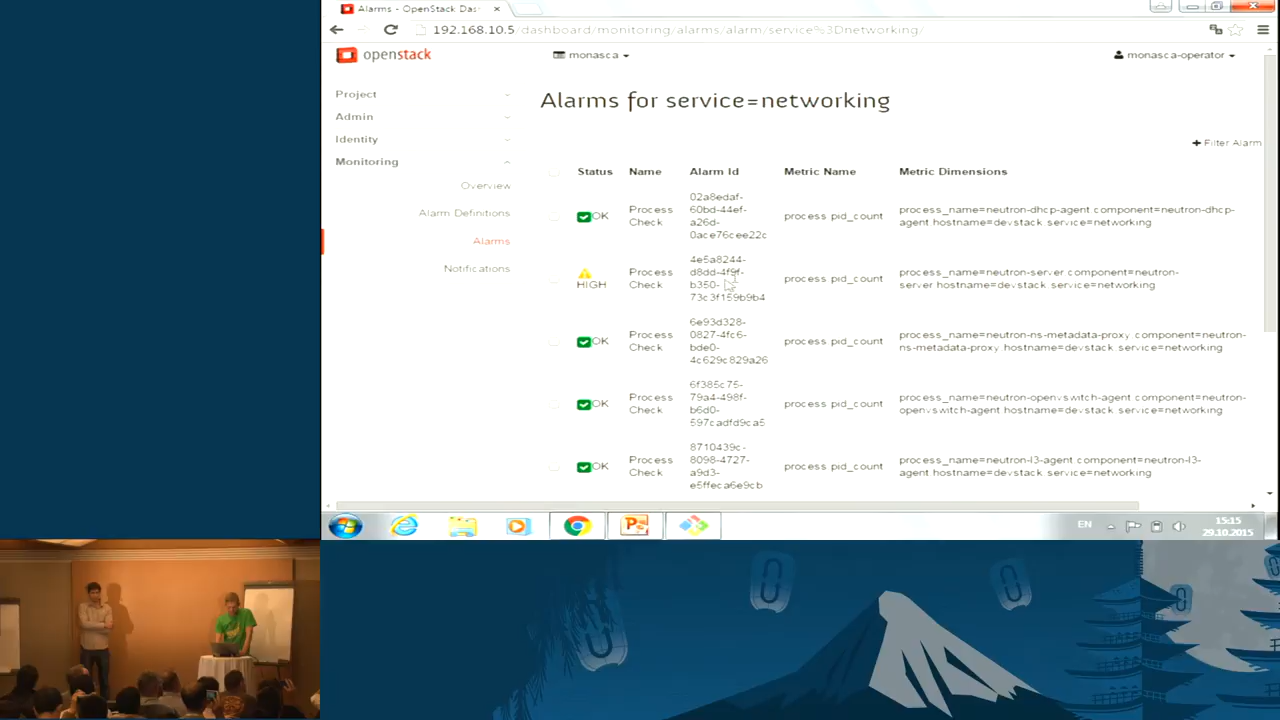 Alarms - OpenStack Das
192.168.10.5/dashboard/monitoring/alarms/alarm/service%3Dnetworking/
openstack
monasca
monasca-operator
Project
Admin
Identity
Monitoring
Overview
Alarm Definitions
Alarms
Notifications
Alarms for service=networking
Filter Alarm
Status Name Alarm Id Metric Name Metric Dimensions
OK
Process
Check
02a8edaf-
60bd-44ef-
a26d-
0ace76cee22c
process.pid_count
process_name=neutron-dhcp-agent.component=neutron-dhcp-
agent.hostname=devstack.service=networking
HIGH
Process
Check
4e5a8244-
d8dd-4f9f-
b350-
73c3f159b9b4
process.pid_count
process_name=neutron-server.component=neutron-
server.hostname=devstack.service=networking
OK
Process
Check
6e93d328-
0827-4fc6-
bde0-
4c629c829a26
process.pid_count
process_name=neutron-ns-metadata-proxy.component=neutron-
ns-metadata-proxy.hostname=devstack.service=networking
OK
Process
Check
6f385c75-
79a4-498f-
b6d0-
597cadfd9ca5
process.pid_count
process_name=neutron-openvswitch-agent.component=neutron-
openvswitch-agent.hostname=devstack.service=networking
OK
Process
Check
8710439c-
8098-4727-
a9d3-
e5ffeca6e9cb
process.pid_count
process_name=neutron-l3-agent.component=neutron-l3-
agent.hostname=devstack.service=networking
EN
15:15
29.10.2015